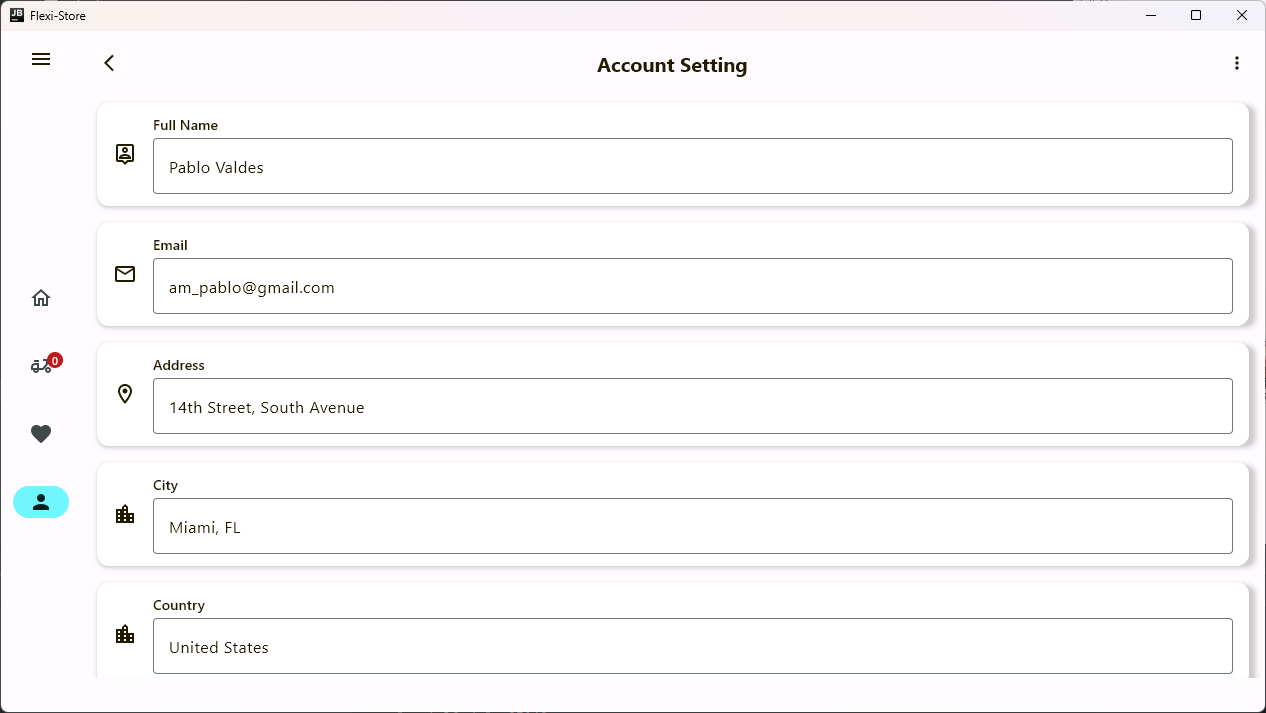 JB Flexi-Store
Account Setting
Full Name
Pablo Valdes
Email
am_pablo@gmail.com
Address
0
14th Street, South Avenue
City
Miami, FL
Country
United States